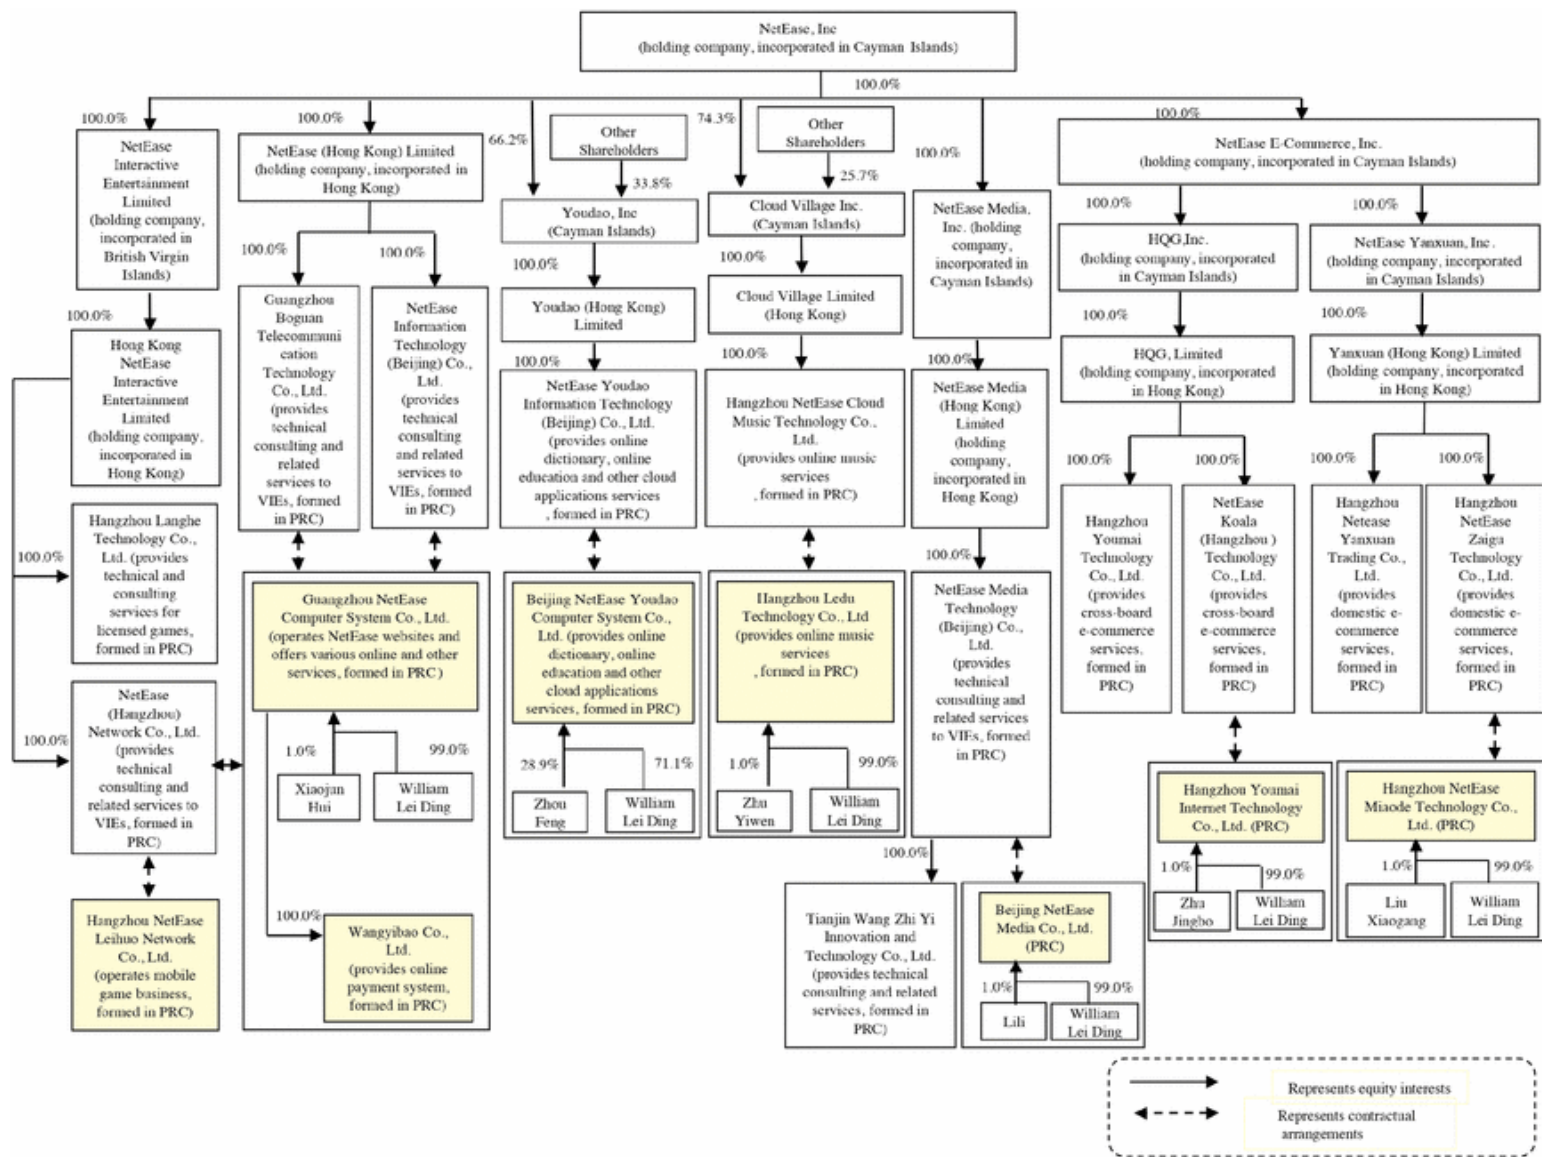 NetEase, Inc
(holding company, incorporated in Cayman Islands)
100.0%
100.0%
NetEase
Interactive
Entertainment
Limited
(holding company,
incorporated in
British Virgin
Islands)
100.0%
Hong Kong
NetEase
Interactive
Entertainment
Limited
(holding company,
incorporated in
Hong Kong)
100.0%
Hangzhou Langhe
Technology Co.,
Ltd. (provides
technical and
consulting
services for
licensed games,
formed in PRC)
100.0%
NetEase
(Hangzhou)
Network Co., Ltd.
(provides
technical
consulting and
related services to
VIEs, formed in
PRC)
Hangzhou NetEase
Leihuo Network
Co., Ltd.
(operates mobile
game business,
formed in PRC)
100.0%
NetEase (Hong Kong) Limited
(holding company, incorporated in
Hong Kong)
100.0%
Guangzhou
Boguan
Telecommuni
cation
Technology
Co., Ltd.
(provides
technical
consulting and
related
services to
VIEs, formed
in PRC)
100.0%
NetEase
Information
Technology
(Beijing) Co.,
Ltd.
(provides
technical
consulting
and related
services to
VIEs, formed
in PRC)
Guangzhou NetEase
Computer System Co., Ltd.
(operates NetEase websites and
offers various online and other
services, formed in PRC)
1.0%
99.0%
Xiaojun
Hui
William
Lei Ding
100.0%
Wangyibao Co.,
Ltd.
(provides online
payment system,
formed in PRC)
66.2%
Other
Shareholders
33.8%
Youdao, Inc
(Cayman Islands)
100.0%
Youdao (Hong Kong)
Limited
100.0%
NetEase Youdao
Information Technology
(Beijing) Co., Ltd.
(provides online
dictionary, online
education and other cloud
applications services
, formed in PRC)
Beijing NetEase Youdao
Computer System Co.,
Ltd. (provides online
dictionary, online
education and other
cloud applications
services, formed in PRC)
28.9%
71.1%
Zhou
Feng
William
Lei Ding
74.3%
Other
Shareholders
25.7%
Cloud Village Inc.
(Cayman Islands)
100.0%
Cloud Village Limited
(Hong Kong)
100.0%
Hangzhou NetEase Cloud
Music Technology Co.,
Ltd.
(provides online music
services
, formed in PRC)
Hangzhou Ledu
Technology Co., Ltd
(provides online music
services
, formed in PRC)
1.0%
99.0%
Zhu
Yiwen
William
Lei Ding
100.0%
NetEase Media,
Inc. (holding
company,
incorporated in
Cayman Islands)
100.0%
NetEase Media
(Hong Kong)
Limited
(holding
company,
incorporated in
Hong Kong)
100.0%
NetEase Media
Technology
(Beijing) Co.,
Ltd.
(provides
technical
consulting and
related services
to VIEs, formed
in PRC)
100.0%
Tianjin Wang Zhi Yi
Innovation and
Technology Co., Ltd.
(provides technical
consulting and related
services, formed in
PRC)
Beijing NetEase
Media Co., Ltd.
(PRC)
1.0%
99.0%
Lili
William
Lei Ding
100.0%
NetEase E-Commerce, Inc.
(holding company, incorporated in Cayman Islands)
100.0%
HQG,Inc.
(holding company, incorporated
in Cayman Islands)
100.0%
HQG, Limited
(holding company, incorporated
in Hong Kong)
100.0%
Hangzhou
Youmai
Technology
Co., Ltd.
(provides
cross-board
e-commerce
services,
formed in
PRC)
100.0%
NetEase
Koala
(Hangzhou )
Technology
Co., Ltd.
(provides
cross-board
e-commerce
services,
formed in
PRC)
Hangzhou Youmai
Internet Technology
Co., Ltd. (PRC)
1.0%
99.0%
Zhu
Jingbo
William
Lei Ding
100.0%
NetEase Yanxuan, Inc.
(holding company, incorporated
in Cayman Islands)
100.0%
Yanxuan (Hong Kong) Limited
(holding company, incorporated
in Hong Kong)
100.0%
Hangzhou
Netease
Yanxuan
Trading Co.,
Ltd.
(provides
domestic e-
commerce
services,
formed in
PRC)
100.0%
Hangzhou
NetEase
Zaigu
Technology
Co., Ltd.
(provides
domestic e-
commerce
services,
formed in
PRC)
Hangzhou NetEase
Miaode Technology Co.,
Ltd. (PRC)
1.0%
99.0%
Liu
Xiaogang
William
Lei Ding
Represents equity interests
Represents contractual
arrangements